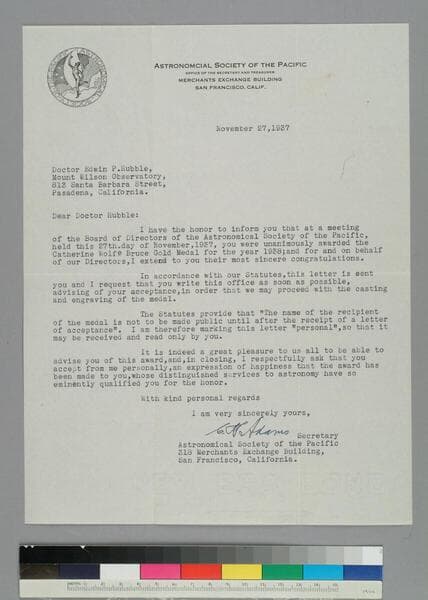 ASTRONOMCIAL SOCIETY OF THE PACIFIC
OFFICE OF THE SECRETARY AND TREASURER
MERCHANTS EXCHANGE BUILDING
SAN FRANCISCO, CALIF.
November 27,1937
Doctor Edwin P.Hubble,
Mount Wilson Observatory,
813 Santa Barbara Street,
Pasadena, California.
Dear Doctor Hubble:
I have the honor to inform you that at a meeting
of the Board of Directors of the Astronomical Society of the Pacific,
held this 27th.day of November,1937, you were unanimously awarded the
Catherine Wolfe Bruce Gold Medal for the year 1938;and for and on behalf
of our Directors,I extend to you their most sincere congratulations.
In accordance with our Statutes,this letter is sent
you and I request that you write this office as soon as possible,
advising of your acceptance,in order that we may proceed with the casting
and engraving of the medal.
The Statutes provide that "The name of the recipient
of the medal is not to be made public until after the receipt of a letter
of acceptance". I am therefore marking this letter "personal",so that it
may be received and read only by you.
It is indeed a great pleasure to us all to be able to
advise you of this award,and,in closing, I respectfully ask that you
accept from me personally,an expression of happiness that the award has
been made to you,whose distinguished services to astronomy have so
eminently qualified you for the honor.
With kind personal regards
I am very sincerely yours,
C.H. Adams
Secretary
Astronomical Society of the Pacific
318 Merchants Exchange Building,
San Francisco, California.